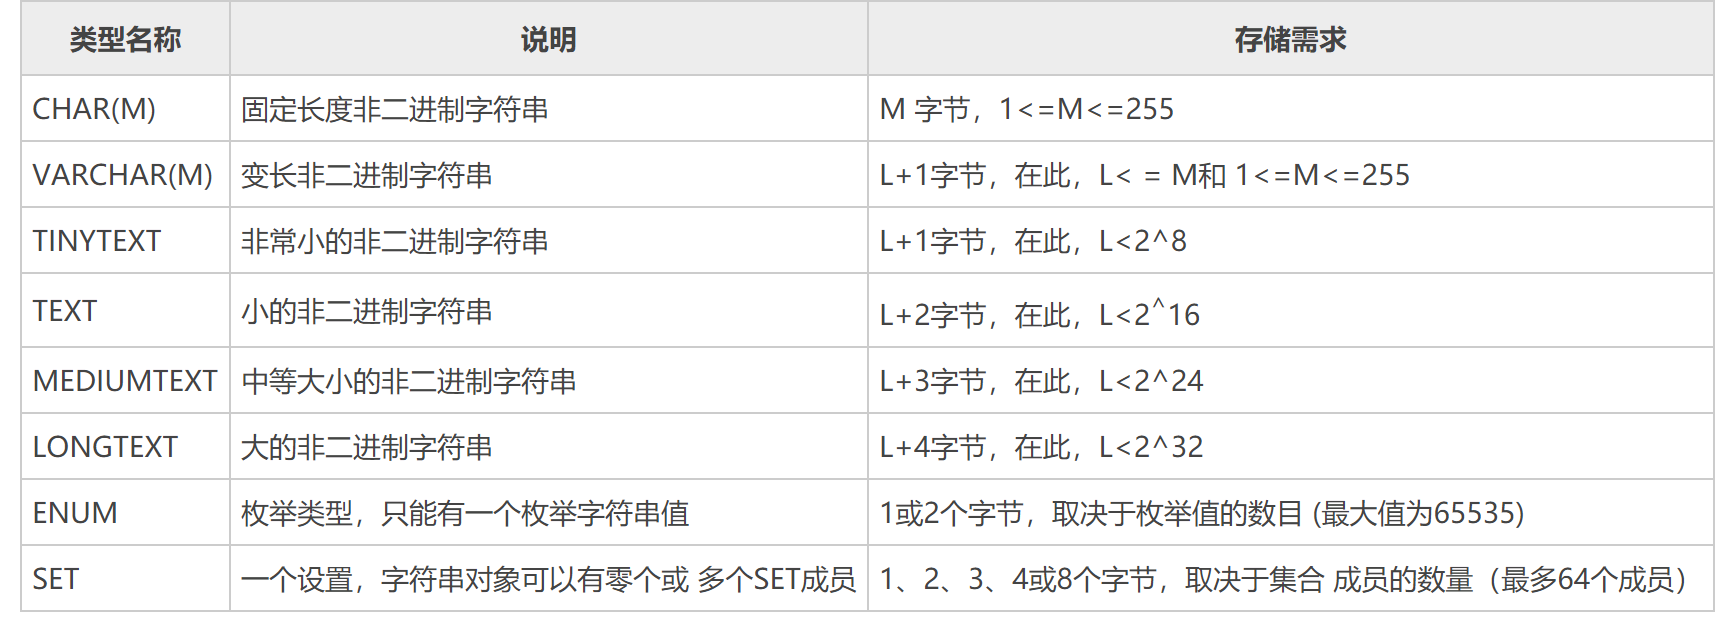 类型名称 说明 存储需求
CHAR(M) 固定长度非二进制字符串 M 字节，1<=M<=255
VARCHAR(M) 变长非二进制字符串 L+1字节，在此，L< = M和 1<=M<=255
TINYTEXT 非常小的非二进制字符串 L+1字节，在此，L<2^8
TEXT 小的非二进制字符串 L+2字节，在此，L<2^16
MEDIUMTEXT 中等大小的非二进制字符串 L+3字节，在此，L<2^24
LONGTEXT 大的非二进制字符串 L+4字节，在此，L<2^32
ENUM 枚举类型，只能有一个枚举字符串值 1或2个字节，取决于枚举值的数目 (最大值为65535)
SET 一个设置，字符串对象可以有零个或 多个SET成员 1、2、3、4或8个字节，取决于集合 成员的数量（最多64个成员）